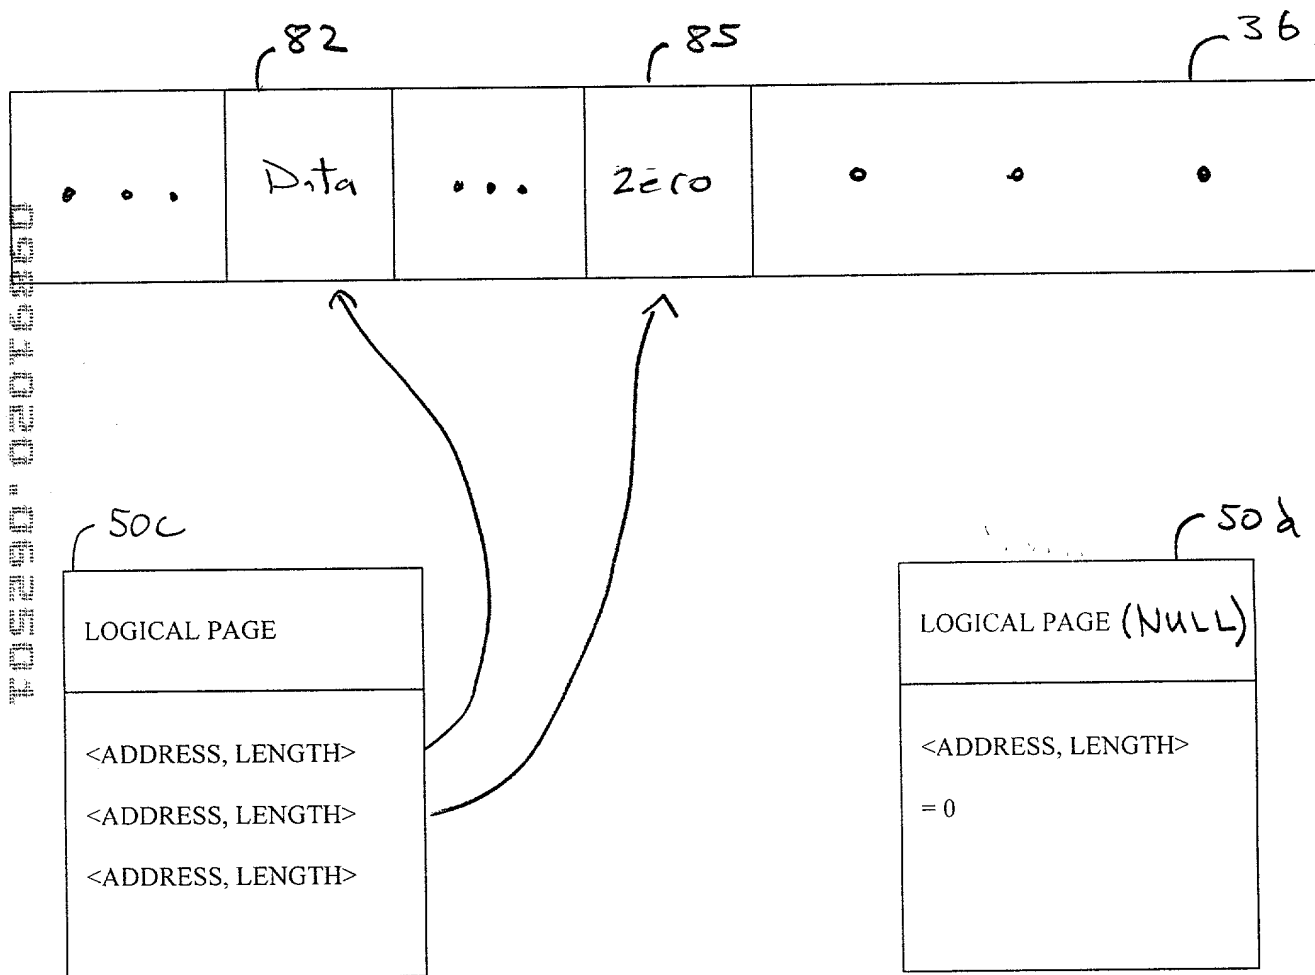 82 85 36
... Data ... Zero . . .
50c
50d
LOGICAL PAGE
LOGICAL PAGE (NULL)
<ADDRESS, LENGTH>
<ADDRESS, LENGTH>
<ADDRESS, LENGTH>
<ADDRESS, LENGTH>
= 0